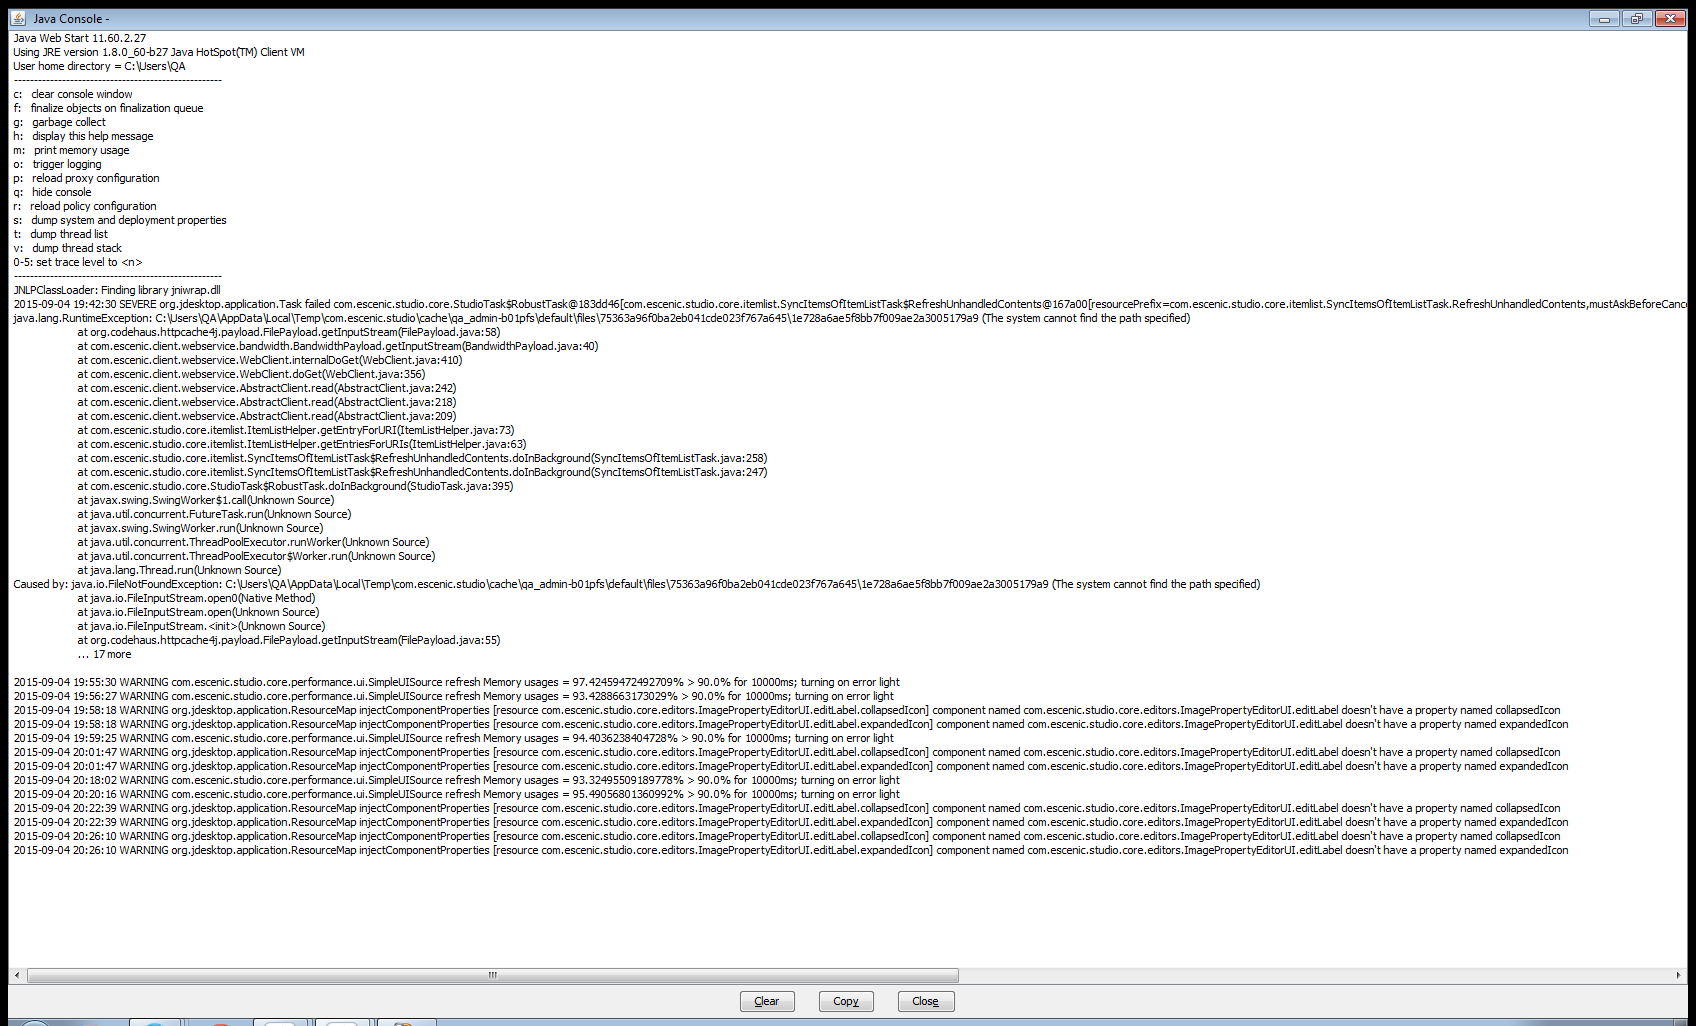 Java Console -
Java Web Start 11.60.2.27
Using JRE version 1.8.0_60-b27 Java HotSpot(TM) Client VM
User home directory = C:\Users\QA
----------------------------------------------------
c:   clear console window
f:   finalize objects on finalization queue
g:   garbage collect
h:   display this help message
m:   print memory usage
o:   trigger logging
p:   reload proxy configuration
q:   hide console
r:   reload policy configuration
s:   dump system and deployment properties
t:   dump thread list
v:   dump thread stack
0-5: set trace level to <n>
----------------------------------------------------
JNLPClassLoader: Finding library jniwrap.dll
2015-09-04 19:42:30 SEVERE org.jdesktop.application.Task failed com.escenic.studio.core.StudioTask$RobustTask@183dd46[com.escenic.studio.core.itemlist.SyncItemsOfItemListTask$RefreshUnhandledContents@167a00[resourcePrefix=com.escenic.studio.core.itemlist.SyncItemsOfItemListTask.RefreshUnhandledContents,mustAskBeforeCance
java.lang.RuntimeException: C:\Users\QA\AppData\Local\Temp\com.escenic.studio\cache\qa_admin-b01pfs\default\files\75363a96f0ba2eb041cde023f767a645\1e728a6ae5f8bb7f009ae2a3005179a9 (The system cannot find the path specified)
at org.codehaus.httpcache4j.payload.FilePayload.getInputStream(FilePayload.java:58)
at com.escenic.client.webservice.bandwidth.BandwidthPayload.getInputStream(BandwidthPayload.java:40)
at com.escenic.client.webservice.WebClient.internalDoGet(WebClient.java:410)
at com.escenic.client.webservice.WebClient.doGet(WebClient.java:356)
at com.escenic.client.webservice.AbstractClient.read(AbstractClient.java:242)
at com.escenic.client.webservice.AbstractClient.read(AbstractClient.java:218)
at com.escenic.client.webservice.AbstractClient.read(AbstractClient.java:209)
at com.escenic.studio.core.itemlist.ItemListHelper.getEntryForURI(ItemListHelper.java:73)
at com.escenic.studio.core.itemlist.ItemListHelper.getEntriesForURIs(ItemListHelper.java:63)
at com.escenic.studio.core.itemlist.SyncItemsOfItemListTask$RefreshUnhandledContents.doInBackground(SyncItemsOfItemListTask.java:258)
at com.escenic.studio.core.itemlist.SyncItemsOfItemListTask$RefreshUnhandledContents.doInBackground(SyncItemsOfItemListTask.java:247)
at com.escenic.studio.core.StudioTask$RobustTask.doInBackground(StudioTask.java:395)
at javax.swing.SwingWorker$1.call(Unknown Source)
at java.util.concurrent.FutureTask.run(Unknown Source)
at javax.swing.SwingWorker.run(Unknown Source)
at java.util.concurrent.ThreadPoolExecutor.runWorker(Unknown Source)
at java.util.concurrent.ThreadPoolExecutor$Worker.run(Unknown Source)
at java.lang.Thread.run(Unknown Source)
Caused by: java.io.FileNotFoundException: C:\Users\QA\AppData\Local\Temp\com.escenic.studio\cache\qa_admin-b01pfs\default\files\75363a96f0ba2eb041cde023f767a645\1e728a6ae5f8bb7f009ae2a3005179a9 (The system cannot find the path specified)
at java.io.FileInputStream.open0(Native Method)
at java.io.FileInputStream.open(Unknown Source)
at java.io.FileInputStream.<init>(Unknown Source)
at org.codehaus.httpcache4j.payload.FilePayload.getInputStream(FilePayload.java:55)
... 17 more
2015-09-04 19:55:30 WARNING com.escenic.studio.core.performance.ui.SimpleUISource refresh Memory usages = 97.42459472492709% > 90.0% for 10000ms; turning on error light
2015-09-04 19:56:27 WARNING com.escenic.studio.core.performance.ui.SimpleUISource refresh Memory usages = 93.4288663173029% > 90.0% for 10000ms; turning on error light
2015-09-04 19:58:18 WARNING org.jdesktop.application.ResourceMap injectComponentProperties [resource com.escenic.studio.core.editors.ImagePropertyEditorUI.editLabel.collapsedIcon] component named com.escenic.studio.core.editors.ImagePropertyEditorUI.editLabel doesn't have a property named collapsedIcon
2015-09-04 19:58:18 WARNING org.jdesktop.application.ResourceMap injectComponentProperties [resource com.escenic.studio.core.editors.ImagePropertyEditorUI.editLabel.expandedIcon] component named com.escenic.studio.core.editors.ImagePropertyEditorUI.editLabel doesn't have a property named expandedIcon
2015-09-04 19:59:25 WARNING com.escenic.studio.core.performance.ui.SimpleUISource refresh Memory usages = 94.4036238404728% > 90.0% for 10000ms; turning on error light
2015-09-04 20:01:47 WARNING org.jdesktop.application.ResourceMap injectComponentProperties [resource com.escenic.studio.core.editors.ImagePropertyEditorUI.editLabel.collapsedIcon] component named com.escenic.studio.core.editors.ImagePropertyEditorUI.editLabel doesn't have a property named collapsedIcon
2015-09-04 20:01:47 WARNING org.jdesktop.application.ResourceMap injectComponentProperties [resource com.escenic.studio.core.editors.ImagePropertyEditorUI.editLabel.expandedIcon] component named com.escenic.studio.core.editors.ImagePropertyEditorUI.editLabel doesn't have a property named expandedIcon
2015-09-04 20:18:02 WARNING com.escenic.studio.core.performance.ui.SimpleUISource refresh Memory usages = 93.32495509189778% > 90.0% for 10000ms; turning on error light
2015-09-04 20:20:16 WARNING com.escenic.studio.core.performance.ui.SimpleUISource refresh Memory usages = 95.49056801360992% > 90.0% for 10000ms; turning on error light
2015-09-04 20:22:39 WARNING org.jdesktop.application.ResourceMap injectComponentProperties [resource com.escenic.studio.core.editors.ImagePropertyEditorUI.editLabel.collapsedIcon] component named com.escenic.studio.core.editors.ImagePropertyEditorUI.editLabel doesn't have a property named collapsedIcon
2015-09-04 20:22:39 WARNING org.jdesktop.application.ResourceMap injectComponentProperties [resource com.escenic.studio.core.editors.ImagePropertyEditorUI.editLabel.expandedIcon] component named com.escenic.studio.core.editors.ImagePropertyEditorUI.editLabel doesn't have a property named expandedIcon
2015-09-04 20:26:10 WARNING org.jdesktop.application.ResourceMap injectComponentProperties [resource com.escenic.studio.core.editors.ImagePropertyEditorUI.editLabel.collapsedIcon] component named com.escenic.studio.core.editors.ImagePropertyEditorUI.editLabel doesn't have a property named collapsedIcon
2015-09-04 20:26:10 WARNING org.jdesktop.application.ResourceMap injectComponentProperties [resource com.escenic.studio.core.editors.ImagePropertyEditorUI.editLabel.expandedIcon] component named com.escenic.studio.core.editors.ImagePropertyEditorUI.editLabel doesn't have a property named expandedIcon
Clear Copy Close